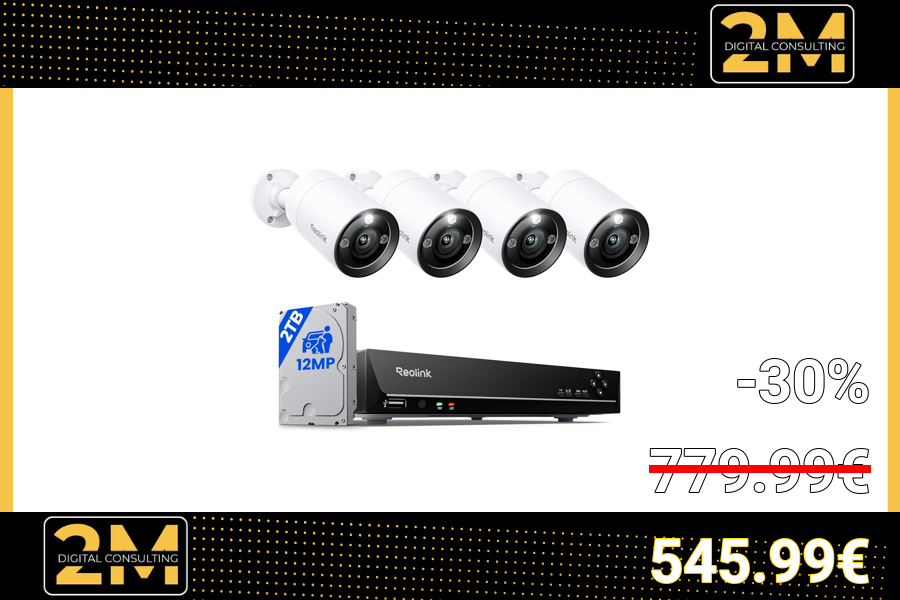 2M
DIGITAL CONSULTING
Reolink
2TB
12MP
Reolink
-30%
779.99€
2M
DIGITAL CONSULTING
545.99€